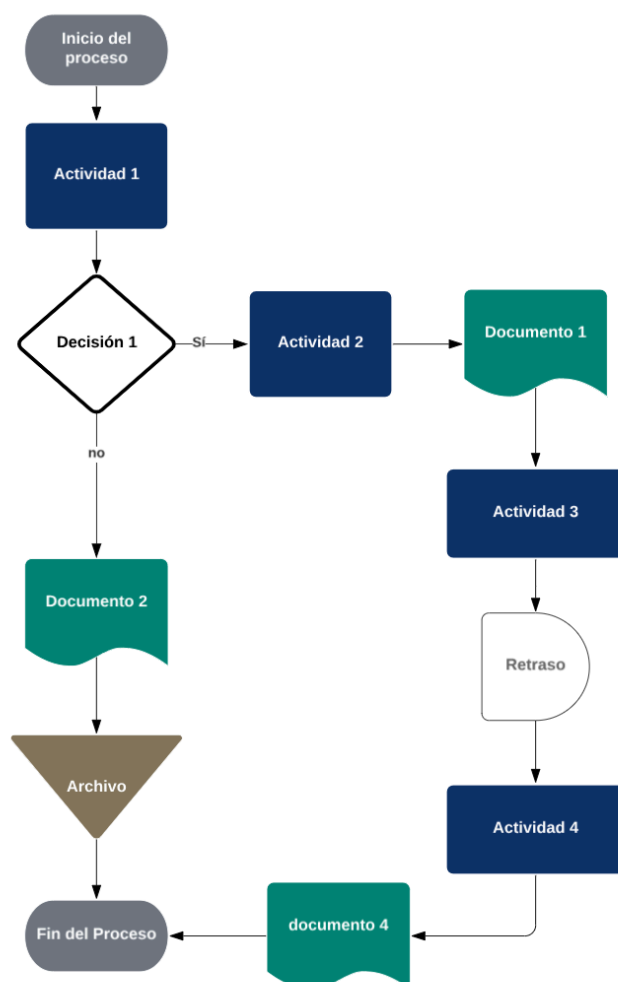 Inicio del
proceso
Actividad 1
Decisión 1
Sí
Actividad 2
Documento 1
no
Actividad 3
Documento 2
Retraso
Archivo
Actividad 4
Fin del Proceso
documento 4